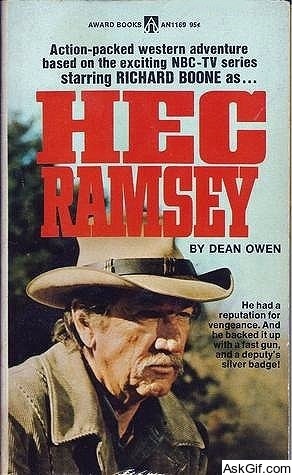 AWARD BOOKS A AN1169 95¢
Action-packed western adventure
based on the exciting NBC-TV series
starring RICHARD BOONE as...
HEC
RAMSEY
BY DEAN OWEN
He had a
reputation for
vengeance. And
he backed it up
with a fast gun,
and a deputy's
silver badge!
AskGif.com